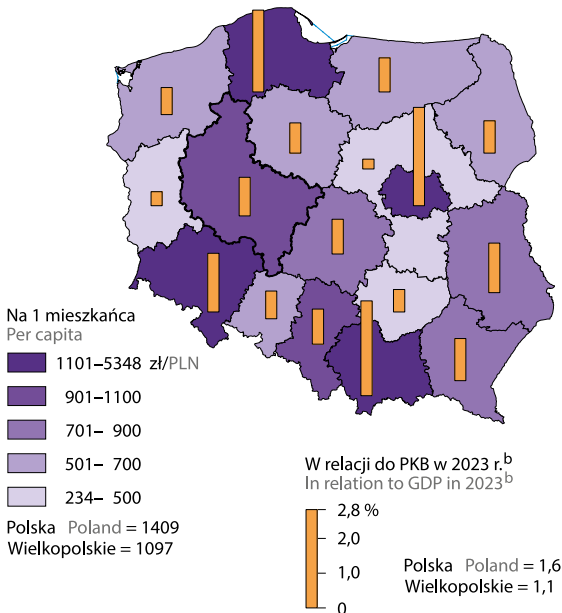 Na 1 mieszkańca
Per capita
1101–5348 zł/PLN
901–1100
701– 900
501– 700
234– 500
Polska Poland = 1409
Wielkopolskie = 1097
W relacji do PKB w 2023 r.b
In relation to GDP in 2023b
2,8 %
2,0
1,0
0
Polska Poland = 1,6
Wielkopolskie = 1,1